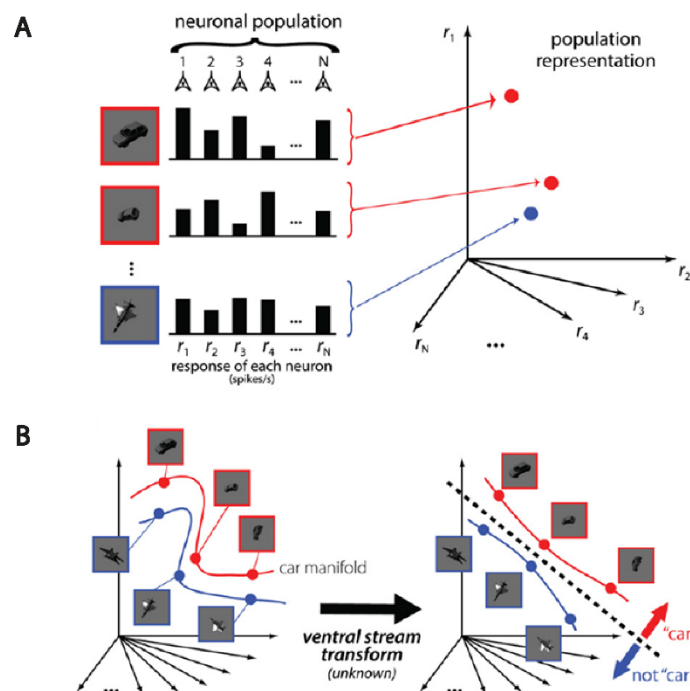 A
neuronal population
1 2 3 4 ... N
r1
population
representation
...
r2
r3
r4
rN
...
...
r1 r2 r3 r4 ... rN
response of each neuron
(spikes/s)
B
car manifold
ventral stream
transform
(unknown)
"car
not "car
...
...